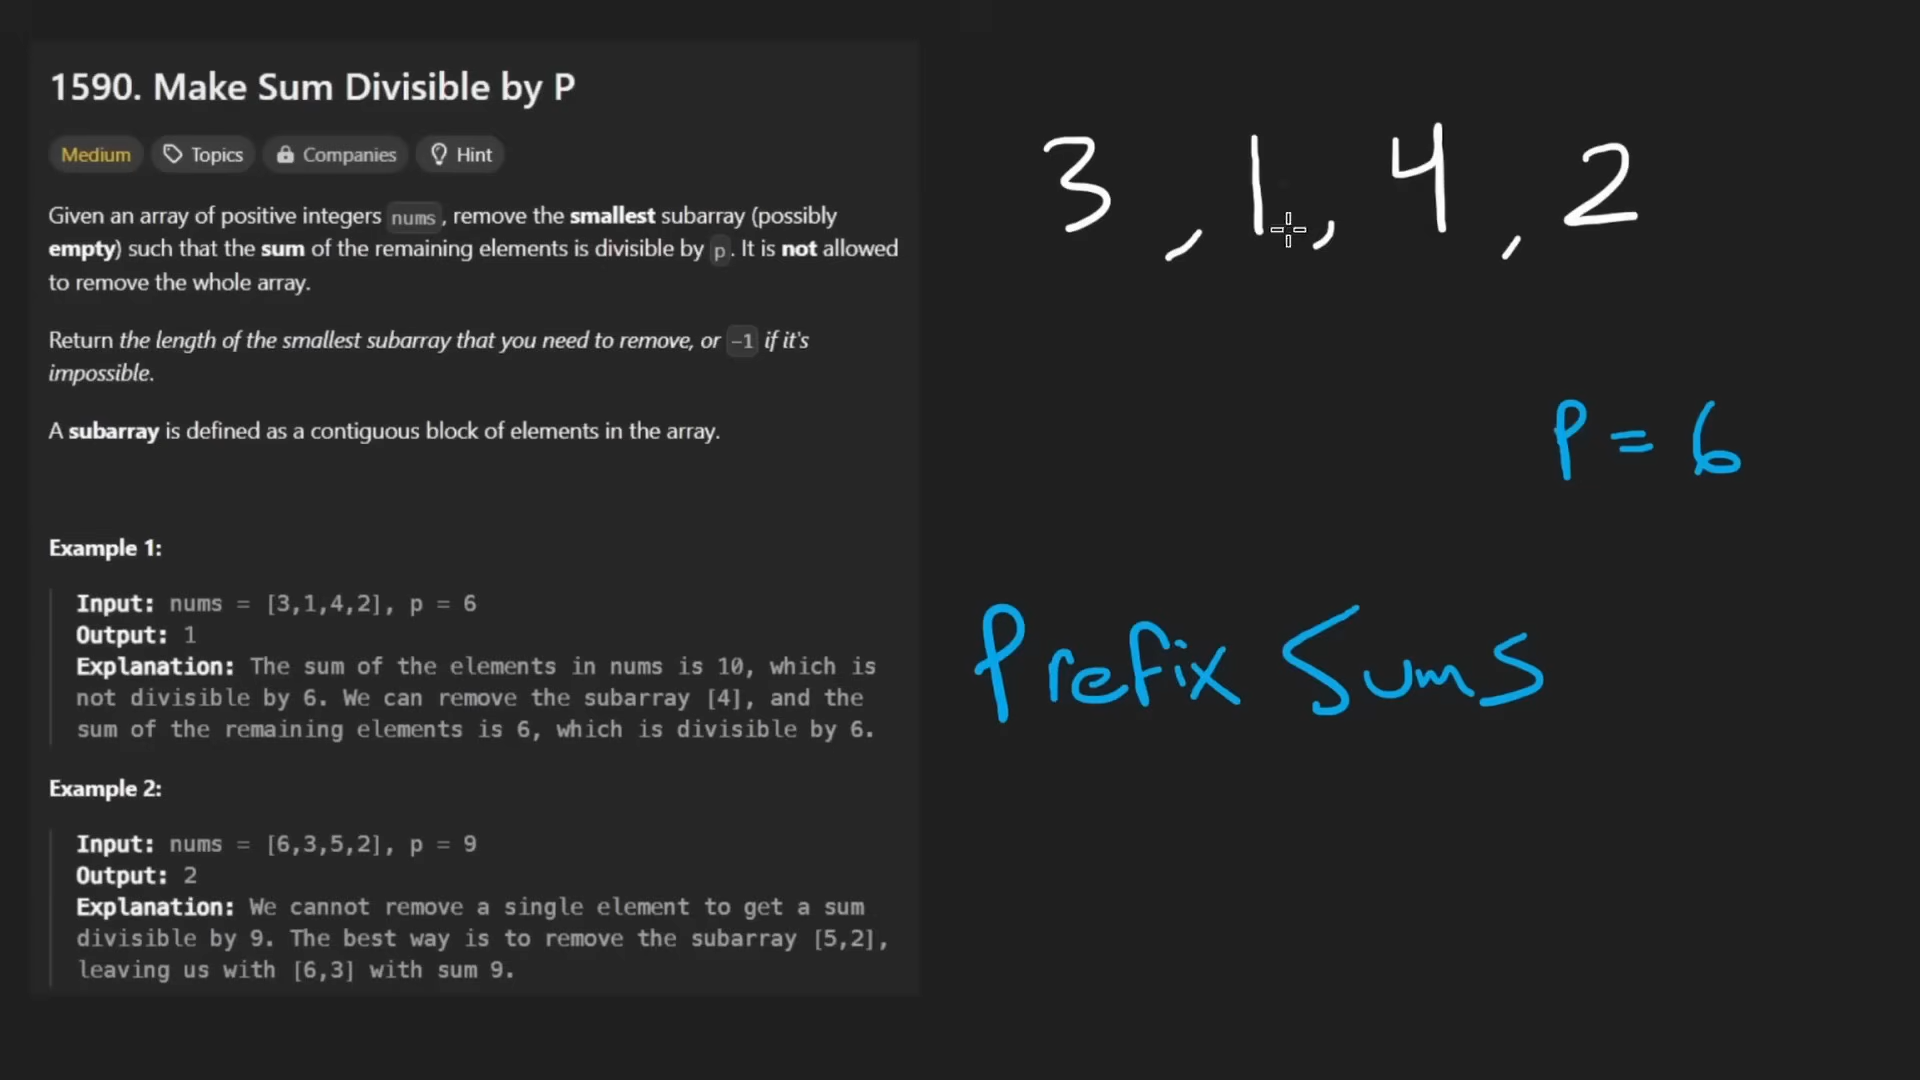 1590. Make Sum Divisible by P
Medium Topics Companies Hint
Given an array of positive integers nums, remove the smallest subarray (possibly
empty) such that the sum of the remaining elements is divisible by p. It is not allowed
to remove the whole array.
Return the length of the smallest subarray that you need to remove, or -1 if it's
impossible.
A subarray is defined as a contiguous block of elements in the array.
Example 1:
Input: nums = [3,1,4,2], p = 6
Output: 1
Explanation: The sum of the elements in nums is 10, which is
not divisible by 6. We can remove the subarray [4], and the
sum of the remaining elements is 6, which is divisible by 6.
Example 2:
Input: nums = [6,3,5,2], p = 9
Output: 2
Explanation: We cannot remove a single element to get a sum
divisible by 9. The best way is to remove the subarray [5,2],
leaving us with [6,3] with sum 9.
3, 1, 4, 2
P = 6
Prefix Sums